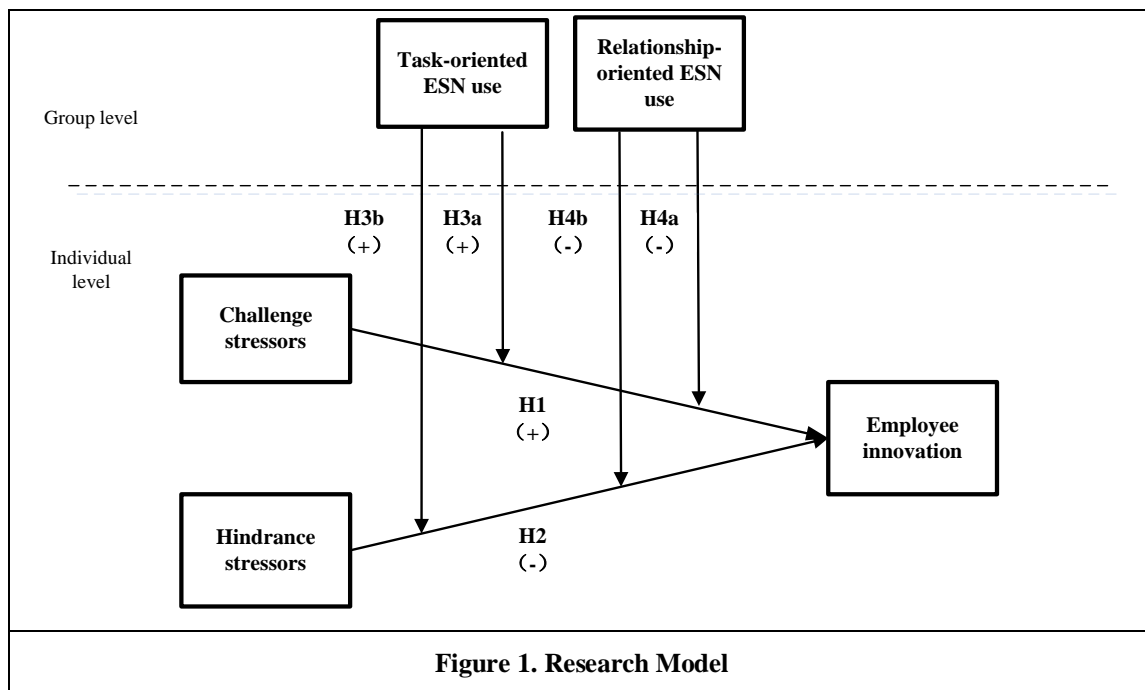 Task-oriented
ESN use
Relationship-
oriented ESN
use
Group level
H3b
(+)
H3a
(+)
H4b
(-)
H4a
(-)
Individual
level
Challenge
stressors
H1
(+)
Employee
innovation
Hindrance
stressors
H2
(-)
Figure 1. Research Model